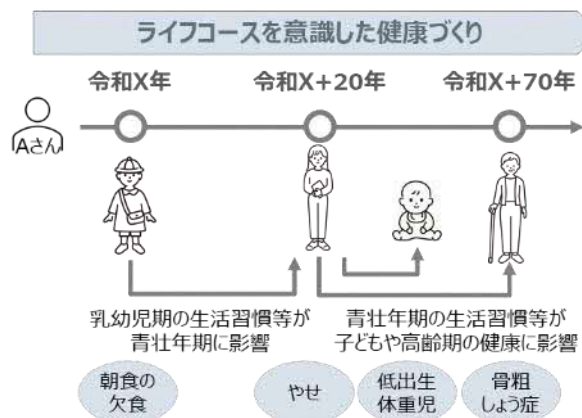 ライフコースを意識した健康づくり
令和X年
令和X+20年
令和X+70年
Aさん
乳幼児期の生活習慣等が
青壮年期に影響
青壮年期の生活習慣等が
子どもや高齢期の健康に影響
朝食の
欠食
やせ
低出生
体重児
骨粗
しょう症